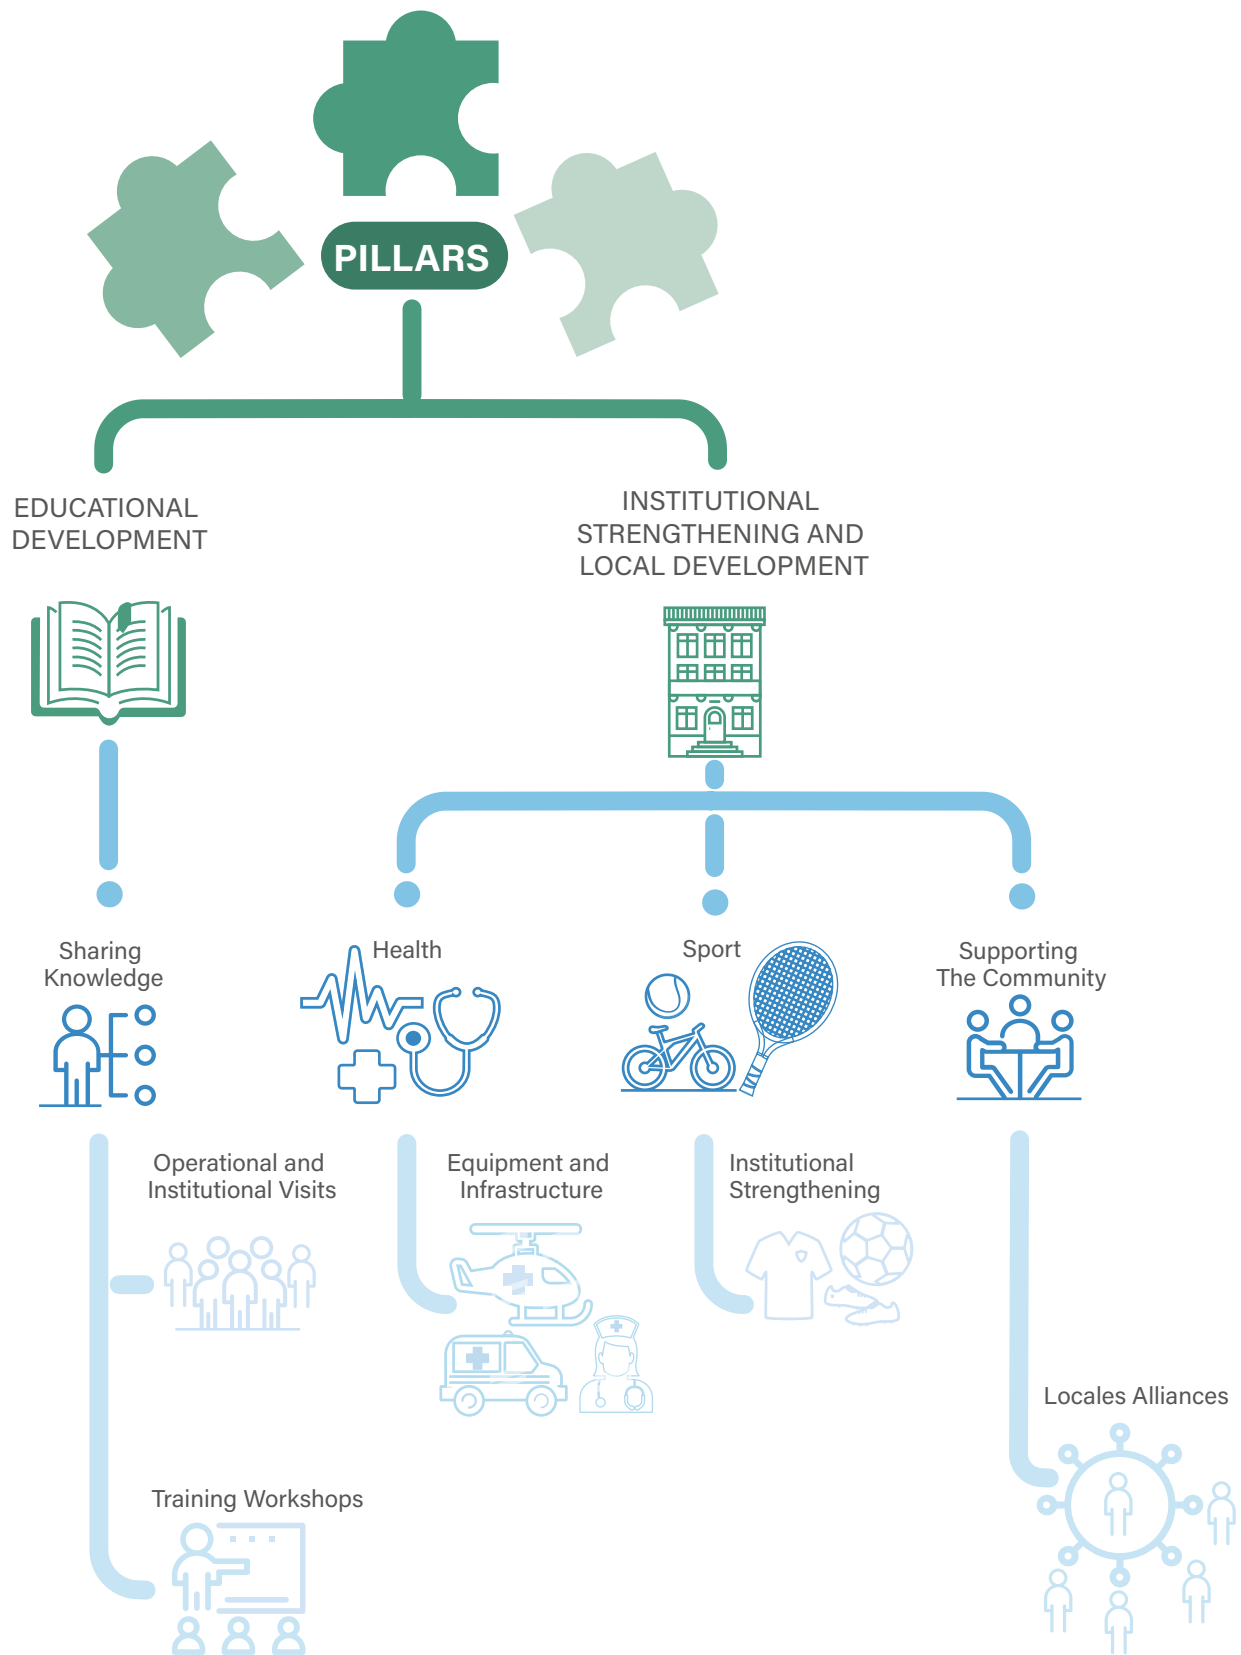 PILLARS
EDUCATIONAL
DEVELOPMENT
INSTITUTIONAL
STRENGTHENING AND
LOCAL DEVELOPMENT
Sharing
Knowledge
Health
Sport
Supporting
The Community
Operational and
Institutional Visits
Equipment and
Infrastructure
Institutional
Strengthening
Locales Alliances
Training Workshops